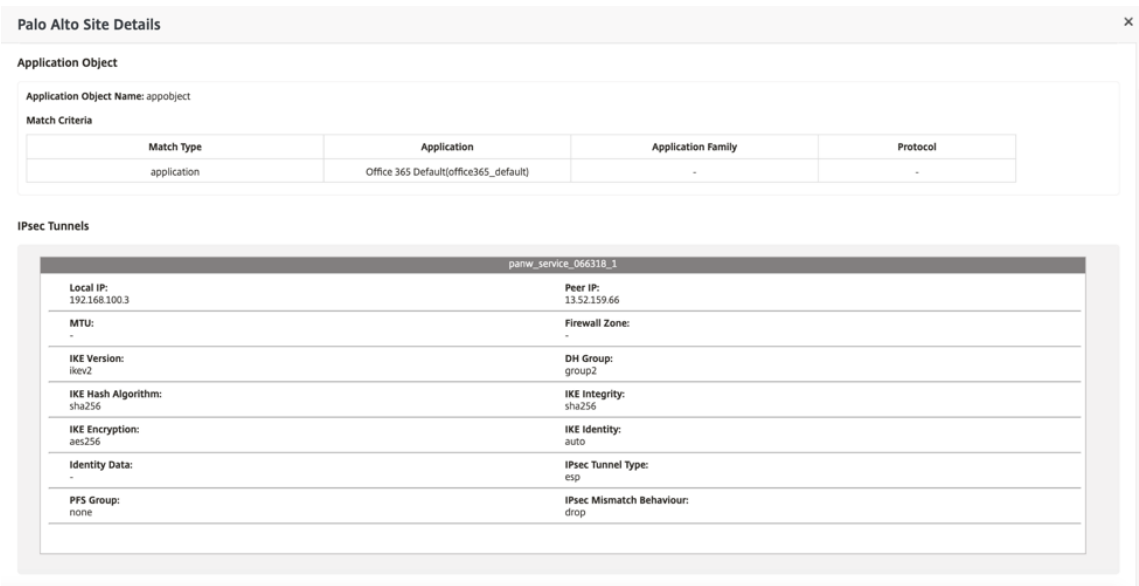 Palo Alto Site Details
×
Application Object
Application Object Name: appobject
Match Criteria
Match Type Application Application Family Protocol
application Office 365 Default(office365_default) - -
IPsec Tunnels
panw_service_066318_1
Local IP: Peer IP:
192.168.100.3 13.52.159.66
MTU: Firewall Zone:
- -
IKE Version: DH Group:
ikev2 group2
IKE Hash Algorithm: IKE Integrity:
sha256 sha256
IKE Encryption: IKE Identity:
aes256 auto
Identity Data: IPsec Tunnel Type:
- esp
PFS Group: IPsec Mismatch Behaviour:
none drop